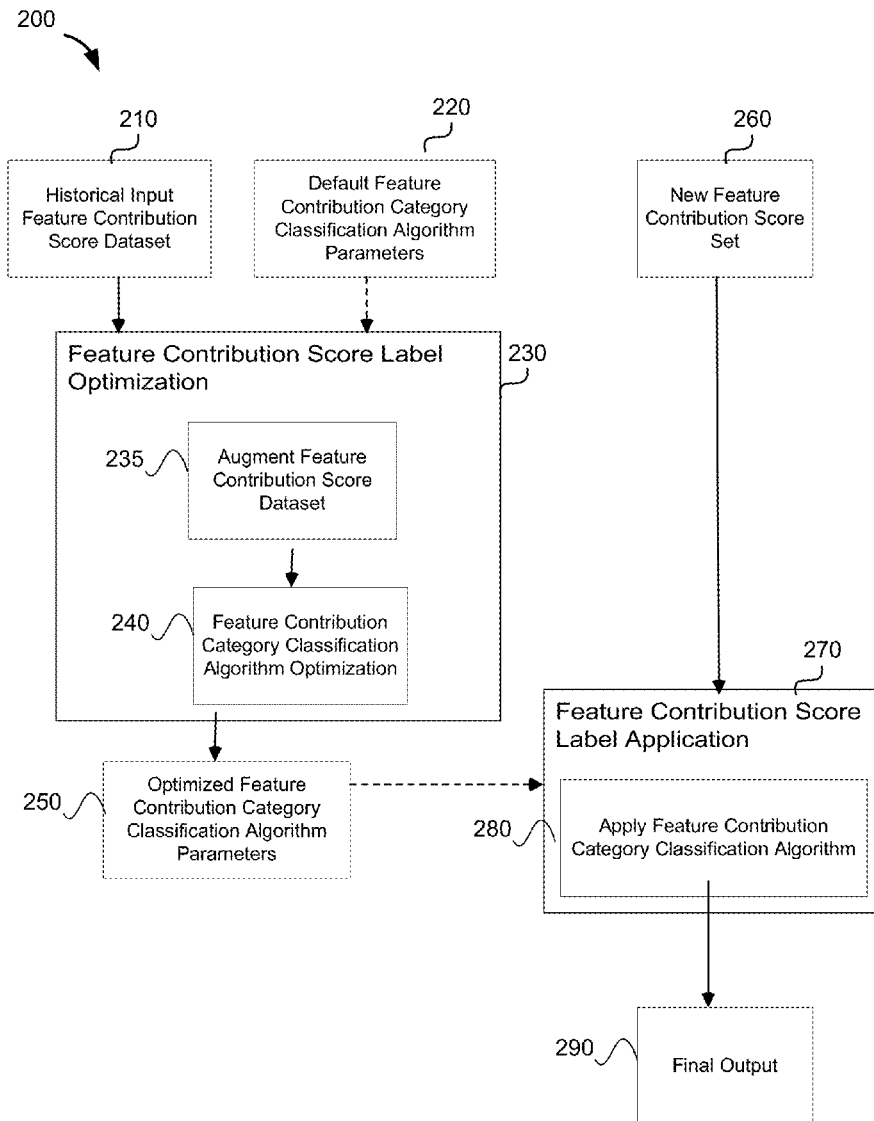 200
210
220
260
Historical Input
Feature Contribution
Score Dataset
Default Feature
Contribution Category
Classification Algorithm
Parameters
New Feature
Contribution Score
Set
Feature Contribution Score Label
Optimization
230
235
Augment Feature
Contribution Score
Dataset
240
Feature Contribution
Category Classification
Algorithm Optimization
270
Feature Contribution Score
Label Application
250
Optimized Feature
Contribution Category
Classification Algorithm
Parameters
280
Apply Feature Contribution
Category Classification Algorithm
290
Final Output